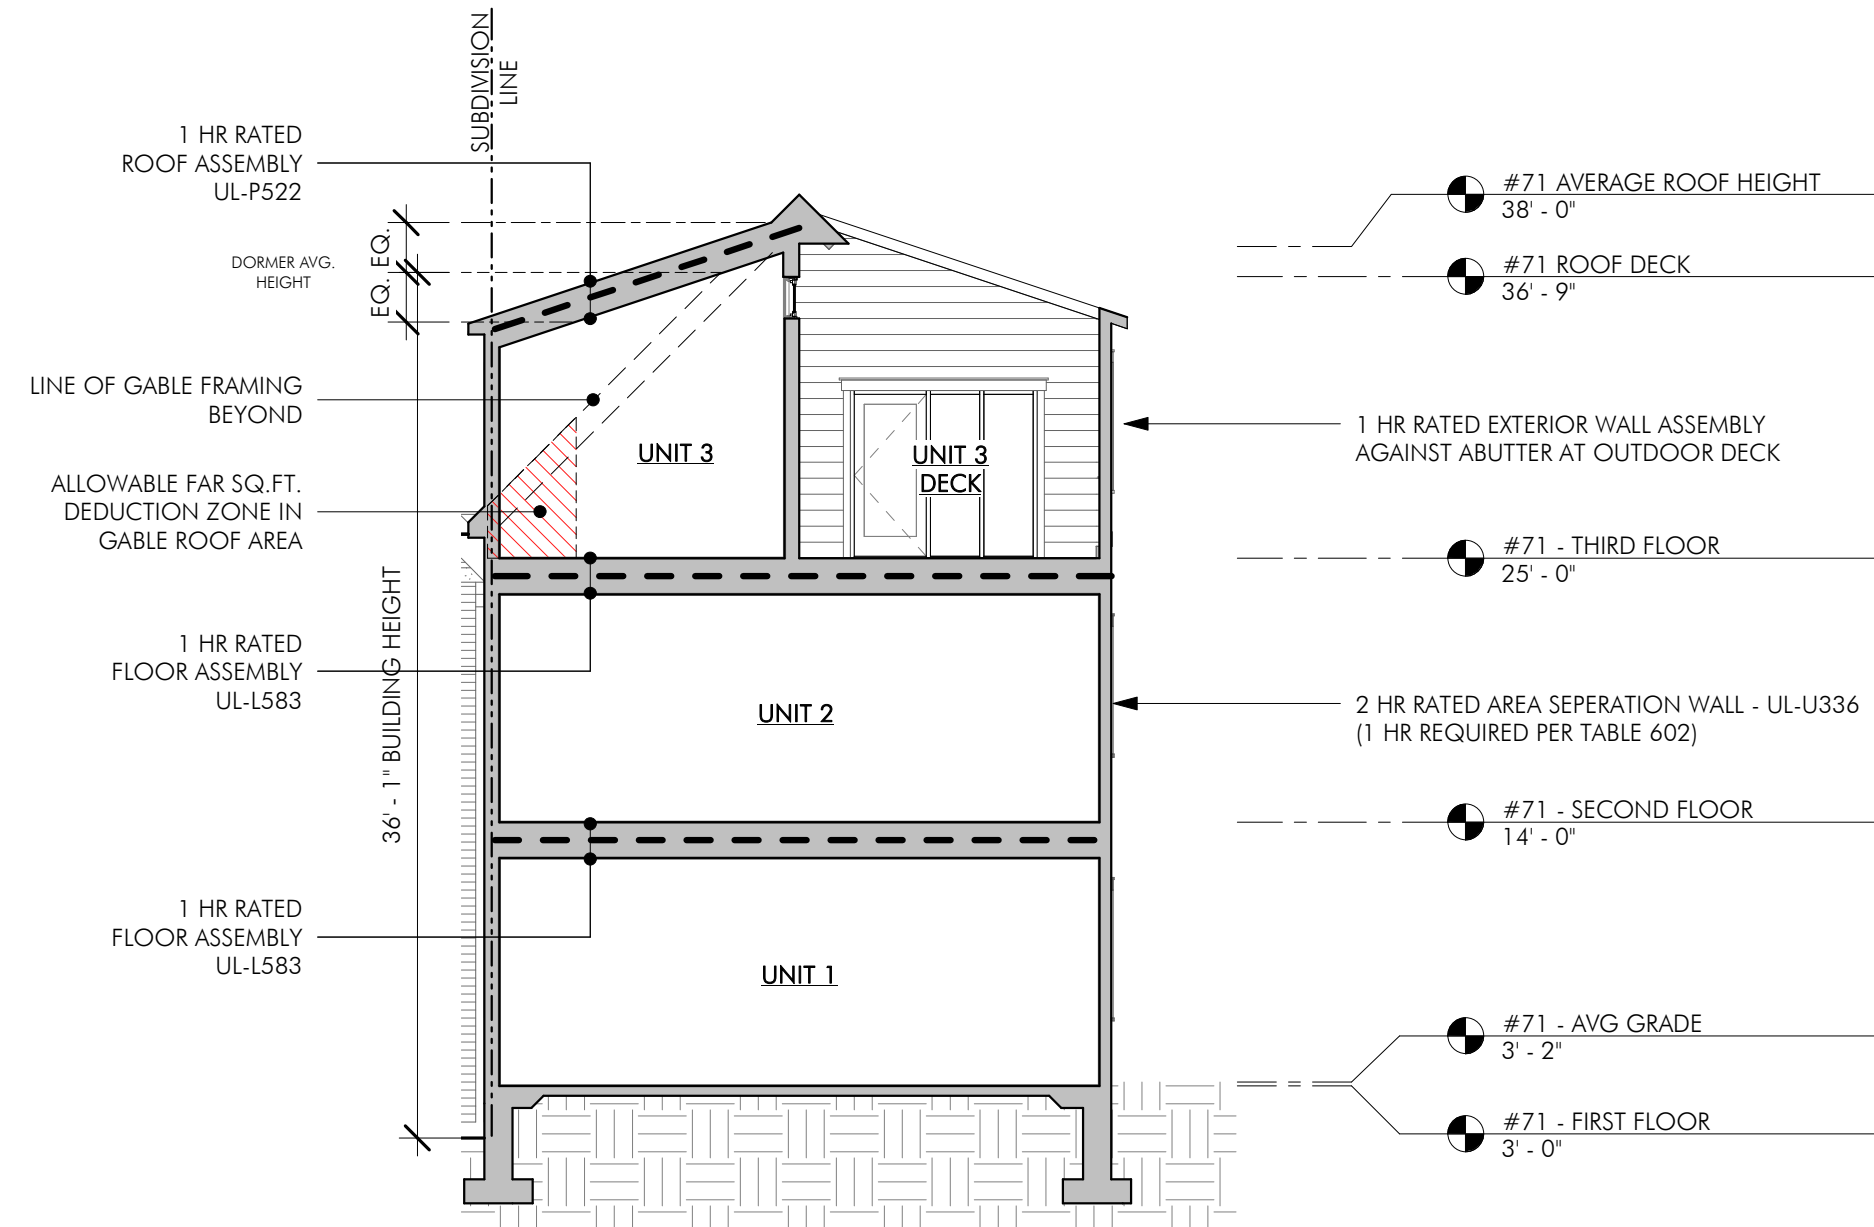 SUBDIVISION
LINE
1 HR RATED
ROOF ASSEMBLY
UL-P522
EQ.
EQ.
DORMER AVG.
HEIGHT
LINE OF GABLE FRAMING
BEYOND
ALLOWABLE FAR SQ.FT.
DEDUCTION ZONE IN
GABLE ROOF AREA
1 HR RATED
FLOOR ASSEMBLY
UL-L583
36' - 1" BUILDING HEIGHT
1 HR RATED
FLOOR ASSEMBLY
UL-L583
UNIT 3
UNIT 3
DECK
UNIT 2
UNIT 1
#71 AVERAGE ROOF HEIGHT
38' - 0"
#71 ROOF DECK
36' - 9"
1 HR RATED EXTERIOR WALL ASSEMBLY
AGAINST ABUTTER AT OUTDOOR DECK
#71 - THIRD FLOOR
25' - 0"
2 HR RATED AREA SEPERATION WALL - UL-U336
(1 HR REQUIRED PER TABLE 602)
#71 - SECOND FLOOR
14' - 0"
#71 - AVG GRADE
3' - 2"
#71 - FIRST FLOOR
3' - 0"